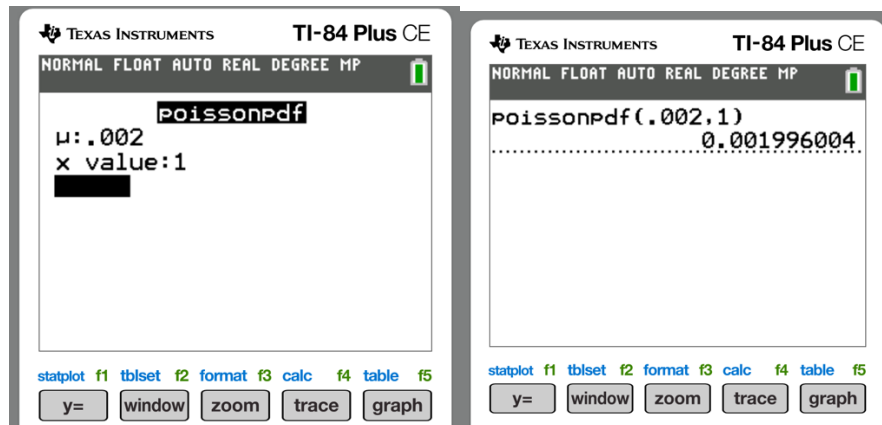 TEXAS INSTRUMENTS TI-84 Plus CE
NORMAL FLOAT AUTO REAL DEGREE MP
poissonpdf
μ:.002
x value:1
statplot f1 tblset f2 format f3 calc f4 table f5
y= window zoom trace graph
TEXAS INSTRUMENTS TI-84 Plus CE
NORMAL FLOAT AUTO REAL DEGREE MP
poissonpdf(.002,1)
0.001996004
statplot f1 tblset f2 format f3 calc f4 table f5
y= window zoom trace graph